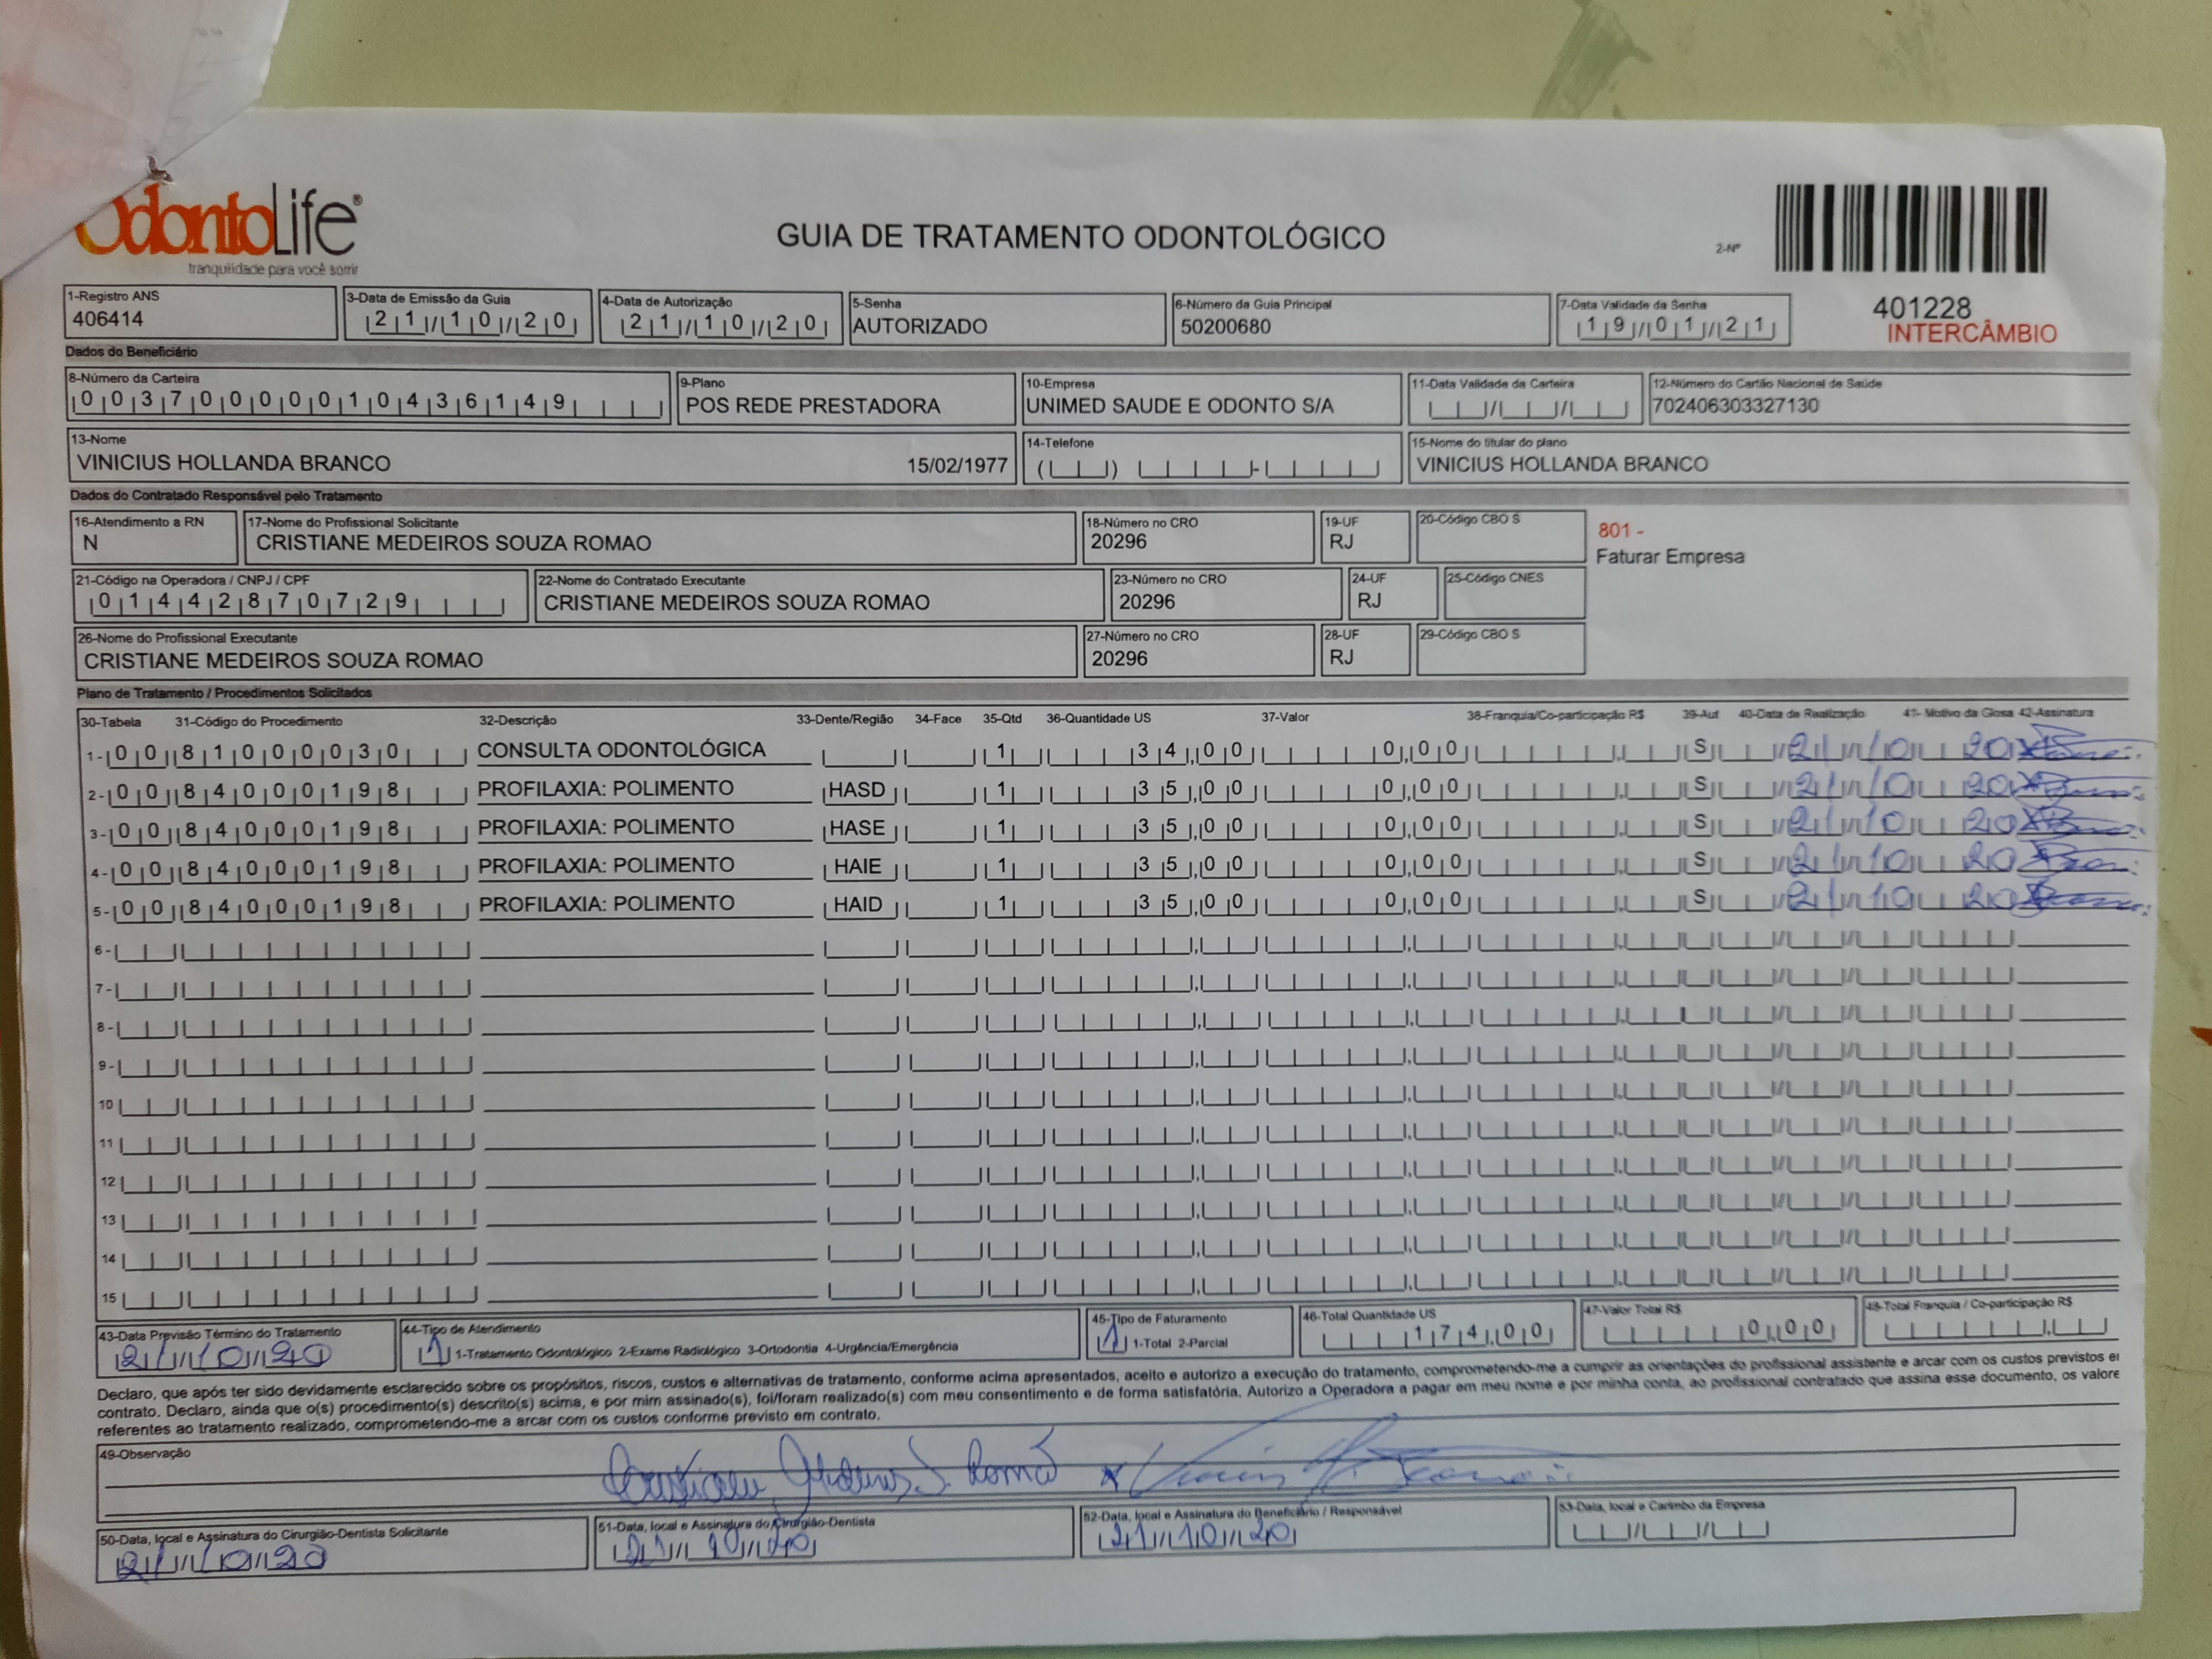 OdontoLife®
tranquilidade para você sorrir
GUIA DE TRATAMENTO ODONTOLÓGICO
2-Nº
401228
INTERCÂMBIO
1-Registro ANS
406414
3-Data de Emissão da Guia
21/10/20
4-Data de Autorização
21/10/20
5-Senha
AUTORIZADO
6-Número da Guia Principal
50200680
7-Data Validade da Senha
19/01/21
Dados do Beneficiário
8-Número da Carteira
00370000010436149
9-Plano
POS REDE PRESTADORA
10-Empresa
UNIMED SAUDE E ODONTO S/A
11-Data Validade da Carteira
12-Número do Cartão Nacional de Saúde
702406303327130
13-Nome
VINICIUS HOLLANDA BRANCO 15/02/1977
14-Telefone
15-Nome do titular do plano
VINICIUS HOLLANDA BRANCO
Dados do Contratado Responsável pelo Tratamento
16-Atendimento a RN
N
17-Nome do Profissional Solicitante
CRISTIANE MEDEIROS SOUZA ROMAO
18-Número no CRO
20296
19-UF
RJ
20-Código CBO S
801 -
Faturar Empresa
21-Código na Operadora / CNPJ / CPF
01442870729
22-Nome do Contratado Executante
CRISTIANE MEDEIROS SOUZA ROMAO
23-Número no CRO
20296
24-UF
RJ
25-Código CNES
26-Nome do Profissional Executante
CRISTIANE MEDEIROS SOUZA ROMAO
27-Número no CRO
20296
28-UF
RJ
29-Código CBO S
Plano de Tratamento / Procedimentos Solicitados
30-Tabela 31-Código do Procedimento 32-Descrição 33-Dente/Região 34-Face 35-Qtd 36-Quantidade US 37-Valor 38-Franquia/Co-participação R$ 39-Aut 40-Data de Realização 41- Motivo da Glosa 42-Assinatura
1- 00 81000030 CONSULTA ODONTOLÓGICA 1 34,00 0,00 S 21/10/20
2- 00 84000198 PROFILAXIA: POLIMENTO HASD 1 35,00 0,00 S 21/10/20
3- 00 84000198 PROFILAXIA: POLIMENTO HASE 1 35,00 0,00 S 21/10/20
4- 00 84000198 PROFILAXIA: POLIMENTO HAIE 1 35,00 0,00 S 21/10/20
5- 00 84000198 PROFILAXIA: POLIMENTO HAID 1 35,00 0,00 S 21/10/20
6-
7-
8-
9-
10
11
12
13
14
15
43-Data Previsão Término do Tratamento
21/10/20
44-Tipo de Atendimento
1 1-Tratamento Odontológico 2-Exame Radiológico 3-Ortodontia 4-Urgência/Emergência
45-Tipo de Faturamento
1 1-Total 2-Parcial
46-Total Quantidade US
174,00
47-Valor Total R$
0,00
48-Total Franquia / Co-participação R$
Declaro, que após ter sido devidamente esclarecido sobre os propósitos, riscos, custos e alternativas de tratamento, conforme acima apresentados, aceito e autorizo a execução do tratamento, comprometendo-me a cumprir as orientações do profissional assistente e arcar com os custos previstos e
contrato. Declaro, ainda que o(s) procedimento(s) descrito(s) acima, e por mim assinado(s), foi/foram realizado(s) com meu consentimento e de forma satisfatória. Autorizo a Operadora a pagar em meu nome e por minha conta, ao profissional contratado que assina esse documento, os valore
referentes ao tratamento realizado, comprometendo-me a arcar com os custos conforme previsto em contrato.
49-Observação
50-Data, local e Assinatura do Cirurgião-Dentista Solicitante
21/10/20
51-Data, local e Assinatura do Cirurgião-Dentista
21/10/20
52-Data, local e Assinatura do Beneficiário / Responsável
21/10/20
53-Data, local e Carimbo da Empresa